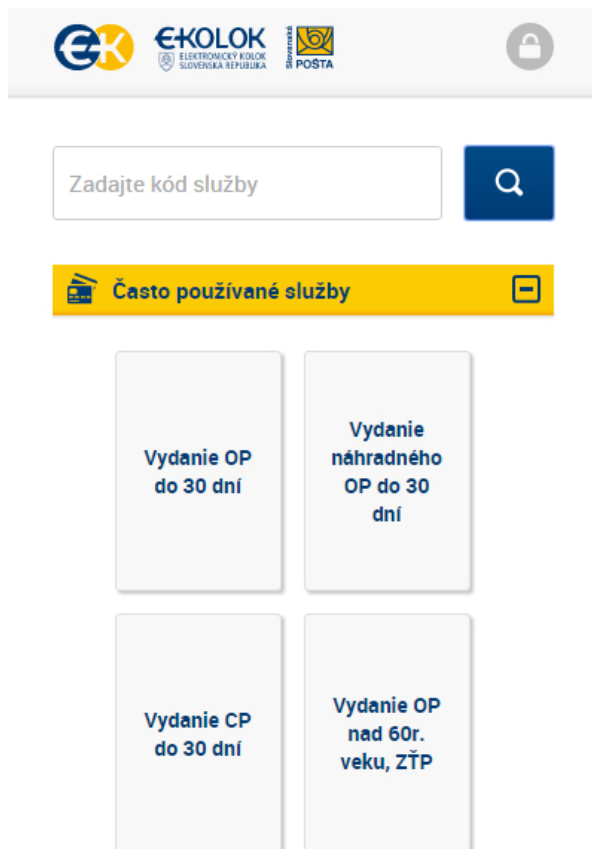 EK
EKOLOK
ELEKTRONICKÝ KOLOK
SLOVENSKÁ REPUBLIKA
Slovenská
POŠTA
Zadajte kód služby
Často používané služby
Vydanie OP
do 30 dní
Vydanie
náhradného
OP do 30
dní
Vydanie CP
do 30 dní
Vydanie OP
nad 60r.
veku, ZŤP